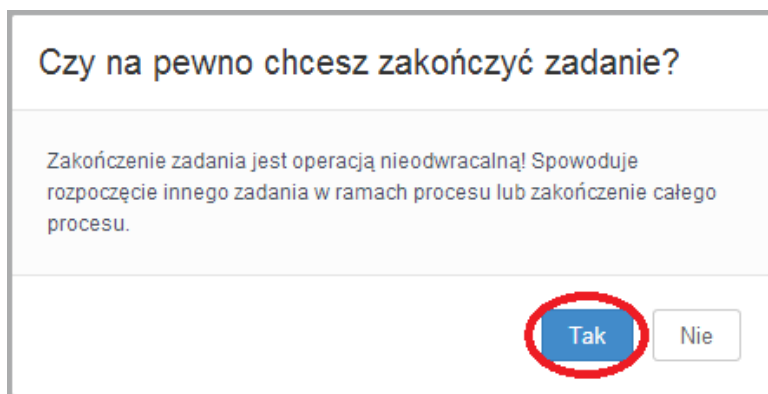 Czy na pewno chcesz zakończyć zadanie?
Zakończenie zadania jest operacją nieodwracalną! Spowoduje
rozpoczęcie innego zadania w ramach procesu lub zakończenie całego
procesu.
Tak Nie